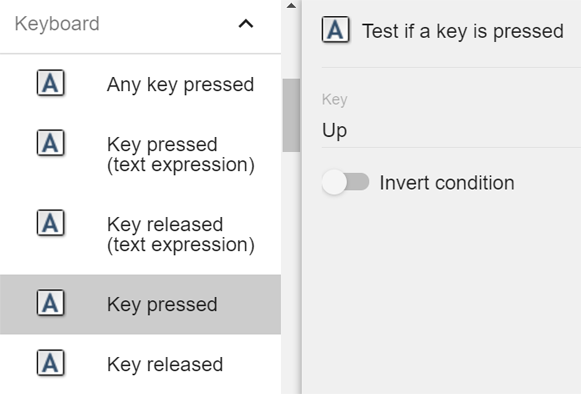 Keyboard
A Any key pressed
A Key pressed
(text expression)
A Key released
(text expression)
A Key pressed
A Key released
A Test if a key is pressed
Key
Up
Invert condition